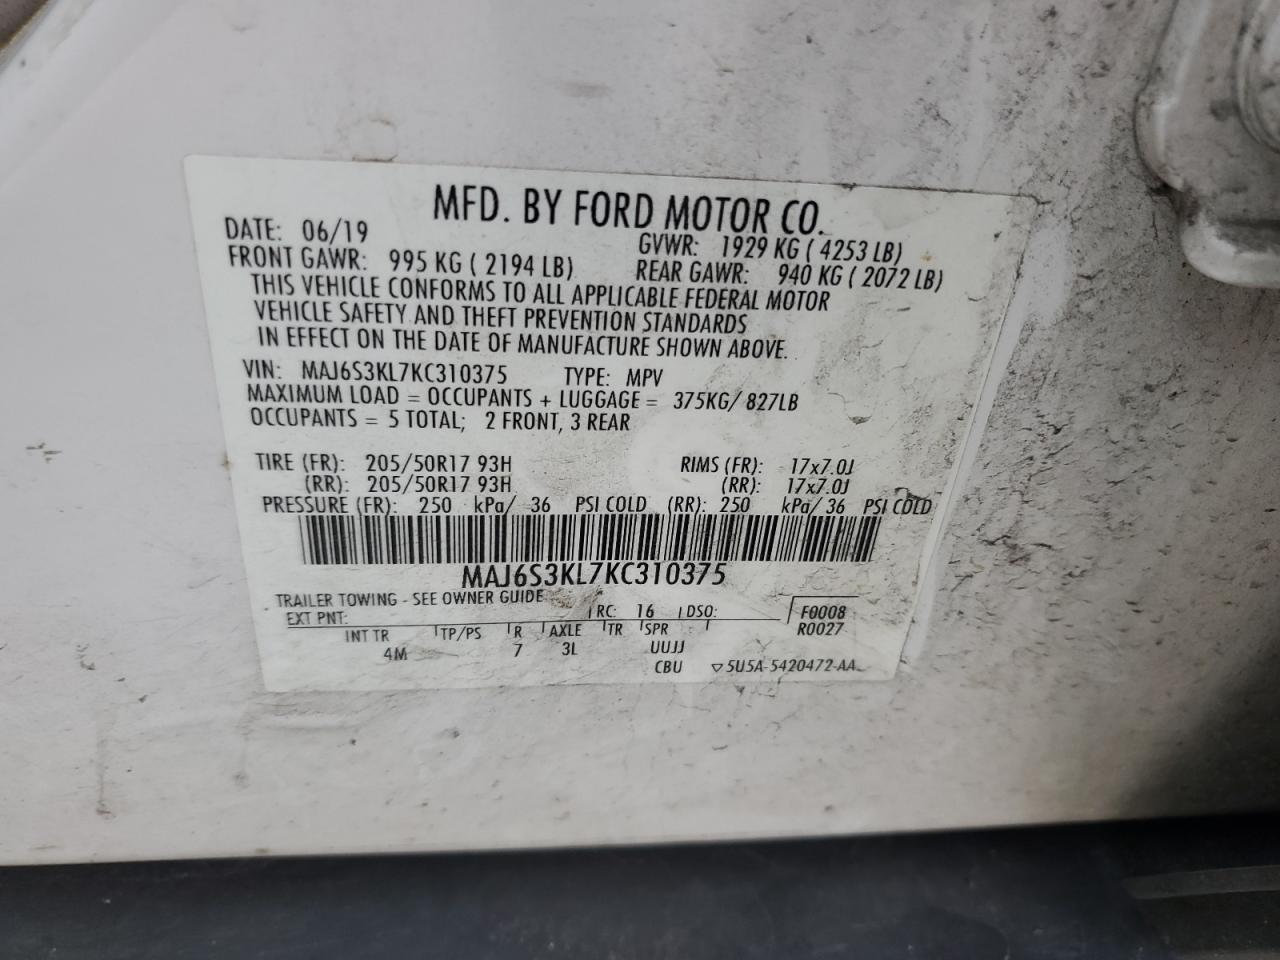 MFD. BY FORD MOTOR CO.
DATE: 06/19 GVWR: 1929 KG ( 4253 LB)
FRONT GAWR: 995 KG ( 2194 LB) REAR GAWR: 940 KG ( 2072 LB)
THIS VEHICLE CONFORMS TO ALL APPLICABLE FEDERAL MOTOR
VEHICLE SAFETY AND THEFT PREVENTION STANDARDS
IN EFFECT ON THE DATE OF MANUFACTURE SHOWN ABOVE.
VIN: MAJ6S3KL7KC310375 TYPE: MPV
MAXIMUM LOAD = OCCUPANTS + LUGGAGE = 375KG/ 827LB
OCCUPANTS = 5 TOTAL; 2 FRONT, 3 REAR
TIRE (FR): 205/50R17 93H RIMS (FR): 17x7.0J
(RR): 205/50R17 93H (RR): 17x7.0J
PRESSURE (FR): 250 kPa/ 36 PSI COLD (RR): 250 kPa/ 36 PSI COLD
MAJ6S3KL7KC310375
TRAILER TOWING - SEE OWNER GUIDE
EXT PNT: RC: 16 DSO: F0008
R0027
INT TR TP/PS R AXLE TR SPR
4M 7 3L UUJJ
CBU ▽5U5A-5420472-AA